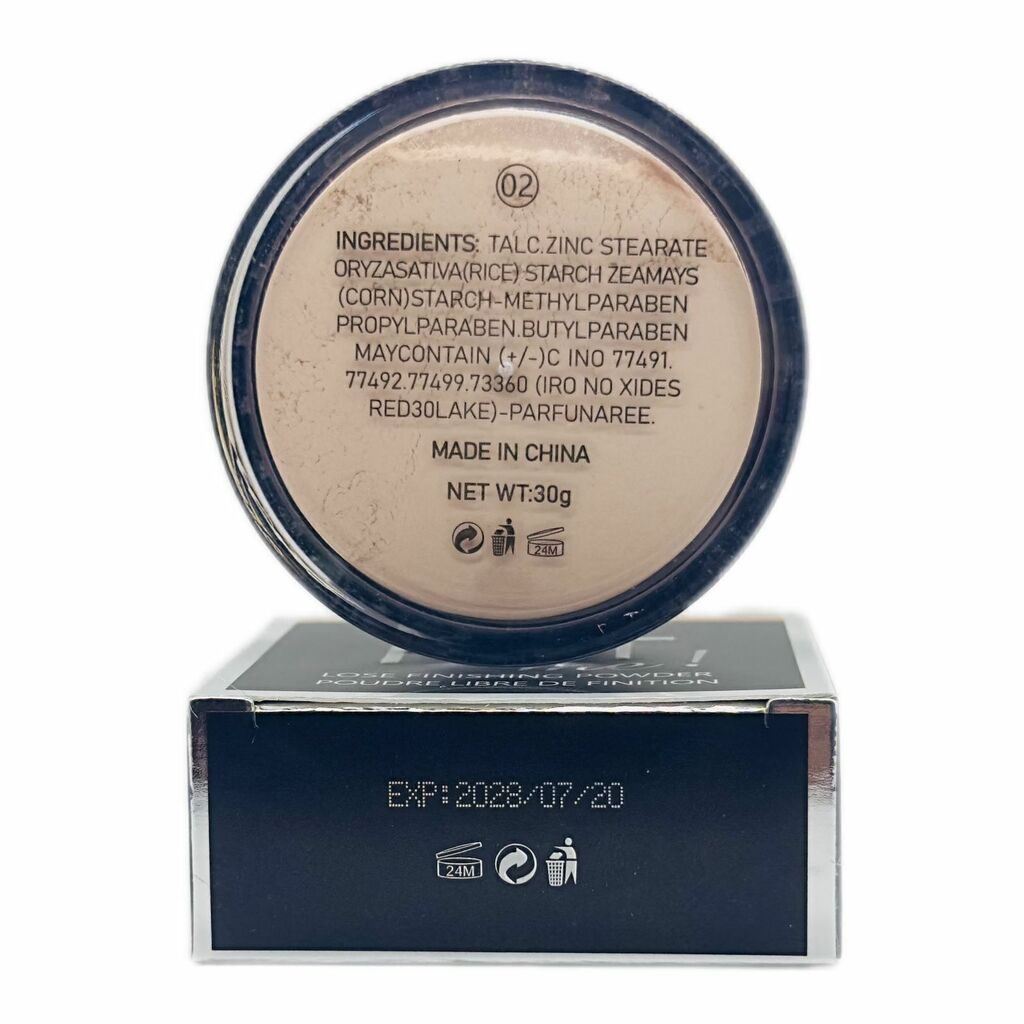 02
INGREDIENTS: TALC.ZINC STEARATE
ORYZASATIVA(RICE) STARCH ZEAMAYS
(CORN)STARCH-METHYLPARABEN
PROPYLPARABEN.BUTYLPARABEN
MAYCONTAIN (+/-)C INO 77491.
77492.77499.73360 (IRO NO XIDES
RED30LAKE)-PARFUNAREE.
MADE IN CHINA
NET WT:30g
24M
LOSE FINISHING POWDER
POUDRE LIBRE DE FINITION
EXP:2028/07/20
24M